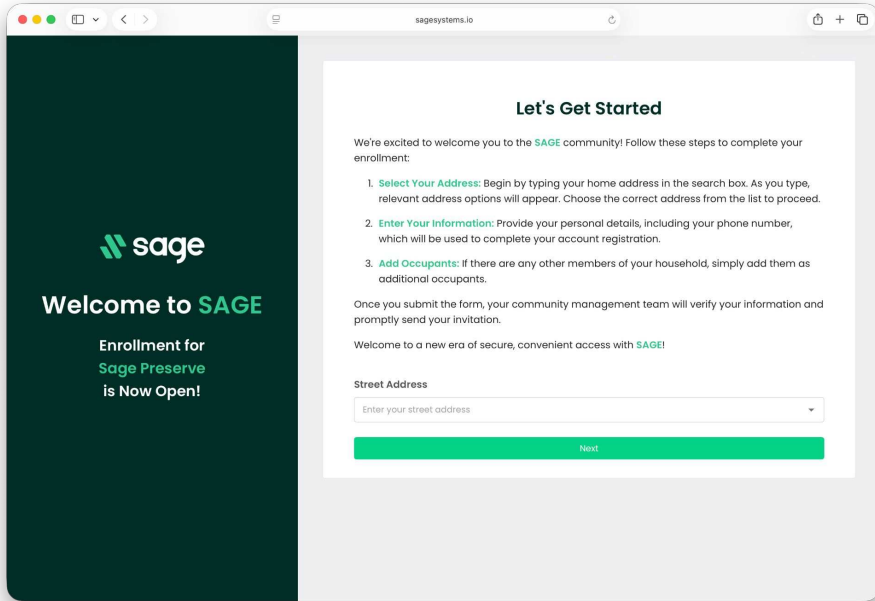 sagesystems.io
sage
Welcome to SAGE
Enrollment for
Sage Preserve
is Now Open!
Let's Get Started
We're excited to welcome you to the SAGE community! Follow these steps to complete your
enrollment:
1. Select Your Address: Begin by typing your home address in the search box. As you type,
relevant address options will appear. Choose the correct address from the list to proceed.
2. Enter Your Information: Provide your personal details, including your phone number,
which will be used to complete your account registration.
3. Add Occupants: If there are any other members of your household, simply add them as
additional occupants.
Once you submit the form, your community management team will verify your information and
promptly send your invitation.
Welcome to a new era of secure, convenient access with SAGE!
Street Address
Enter your street address
Next